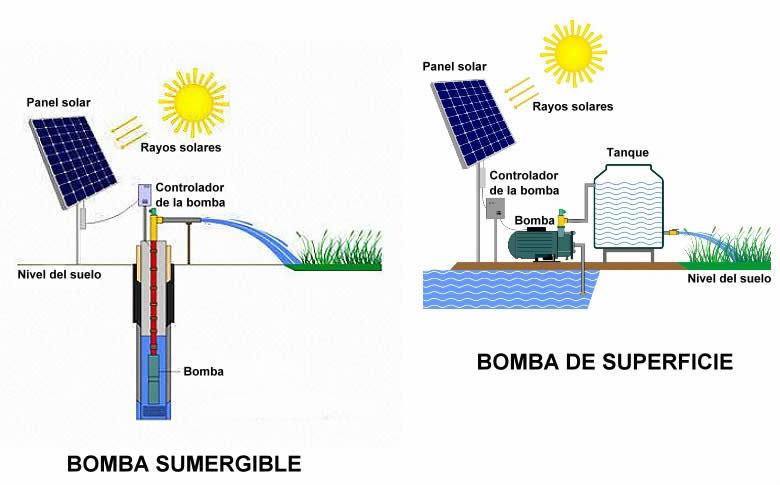 Panel solar
Rayos solares
Controlador
de la bomba
Nivel del suelo
Bomba
BOMBA SUMERGIBLE
Panel solar
Rayos solares
Tanque
Controlador
de la bomba
Bomba
Nivel del suelo
BOMBA DE SUPERFICIE